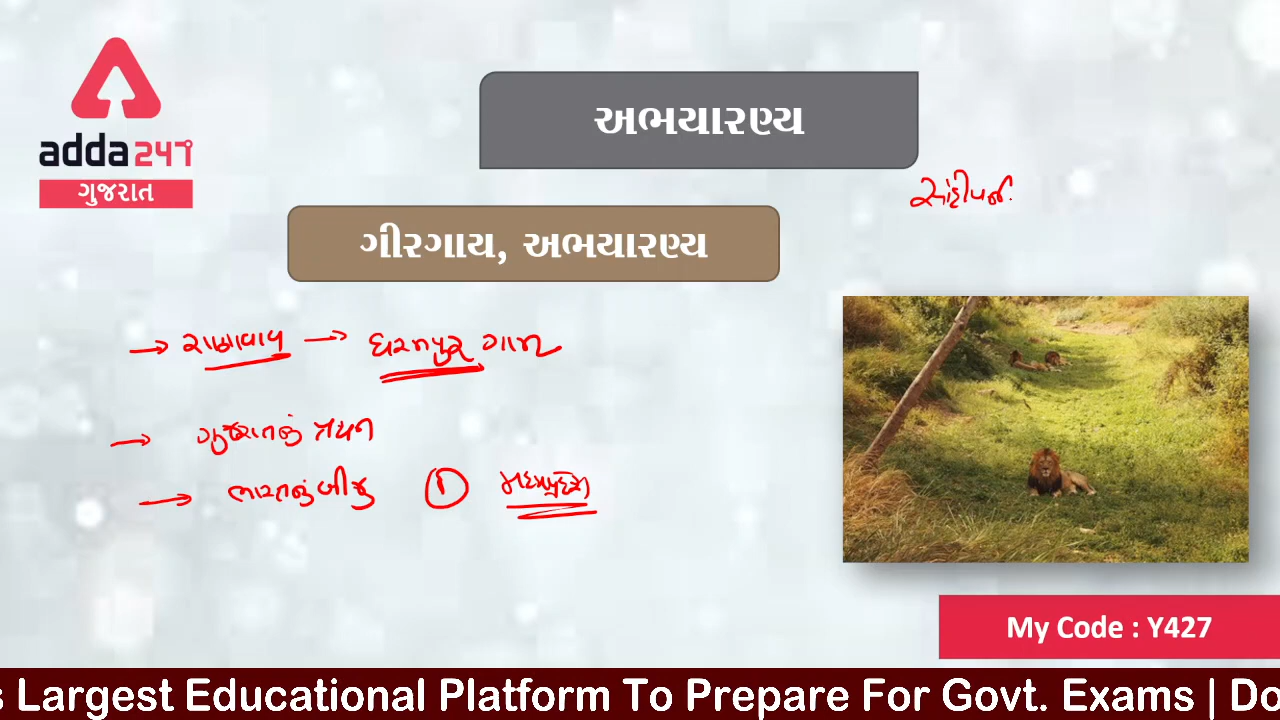 અભયારણ્ય
adda247
ગુજરાત
સાંદીપની
ગીરગાય, અભયારણ્ય
→ રાણાવાવ → ધરમપુર ગામ
→ ગુજરાતનું પ્રથમ
→ ભારતનું બીજુ ① મધ્યપ્રદેશ
My Code : Y427
s Largest Educational Platform To Prepare For Govt. Exams | Do